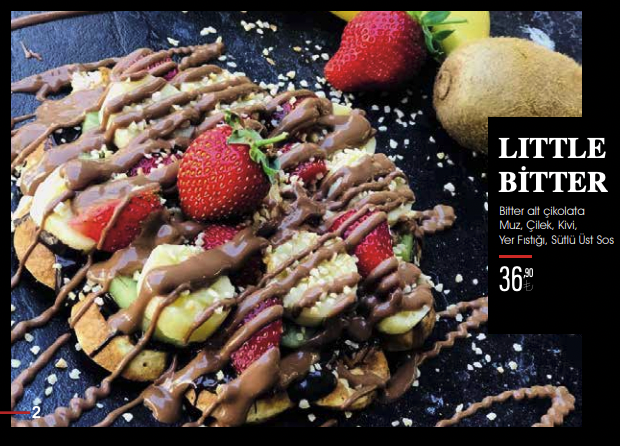 LITTLE
BİTTER
Bitter alt çikolata
Muz, Çilek, Kivi,
Yer Fıstığı, Sütlü Üst Sos
36,90 ₺
2